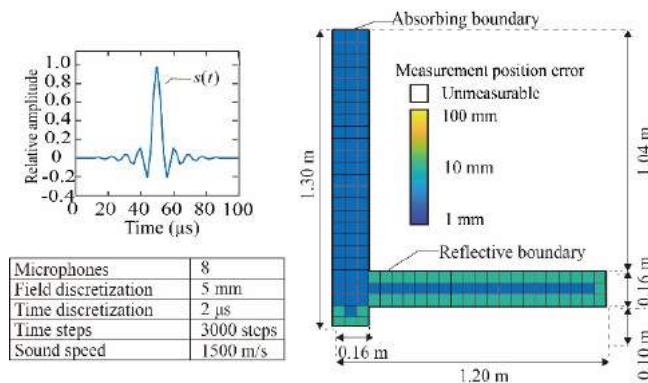 Absorbing boundary
Relative amplitude
1.0
0.8
0.6
0.4
0.2
0
-0.2
-0.4
s(t)
0 20 40 60 80 100
Time (μs)
Measurement position error
Unmeasurable
100 mm
10 mm
1 mm
1.30 m
1.04 m
Reflective boundary
0.16 m
0.10 m
0.16 m
1.20 m
Microphones 8
Field discretization 5 mm
Time discretization 2 μs
Time steps 3000 steps
Sound speed 1500 m/s